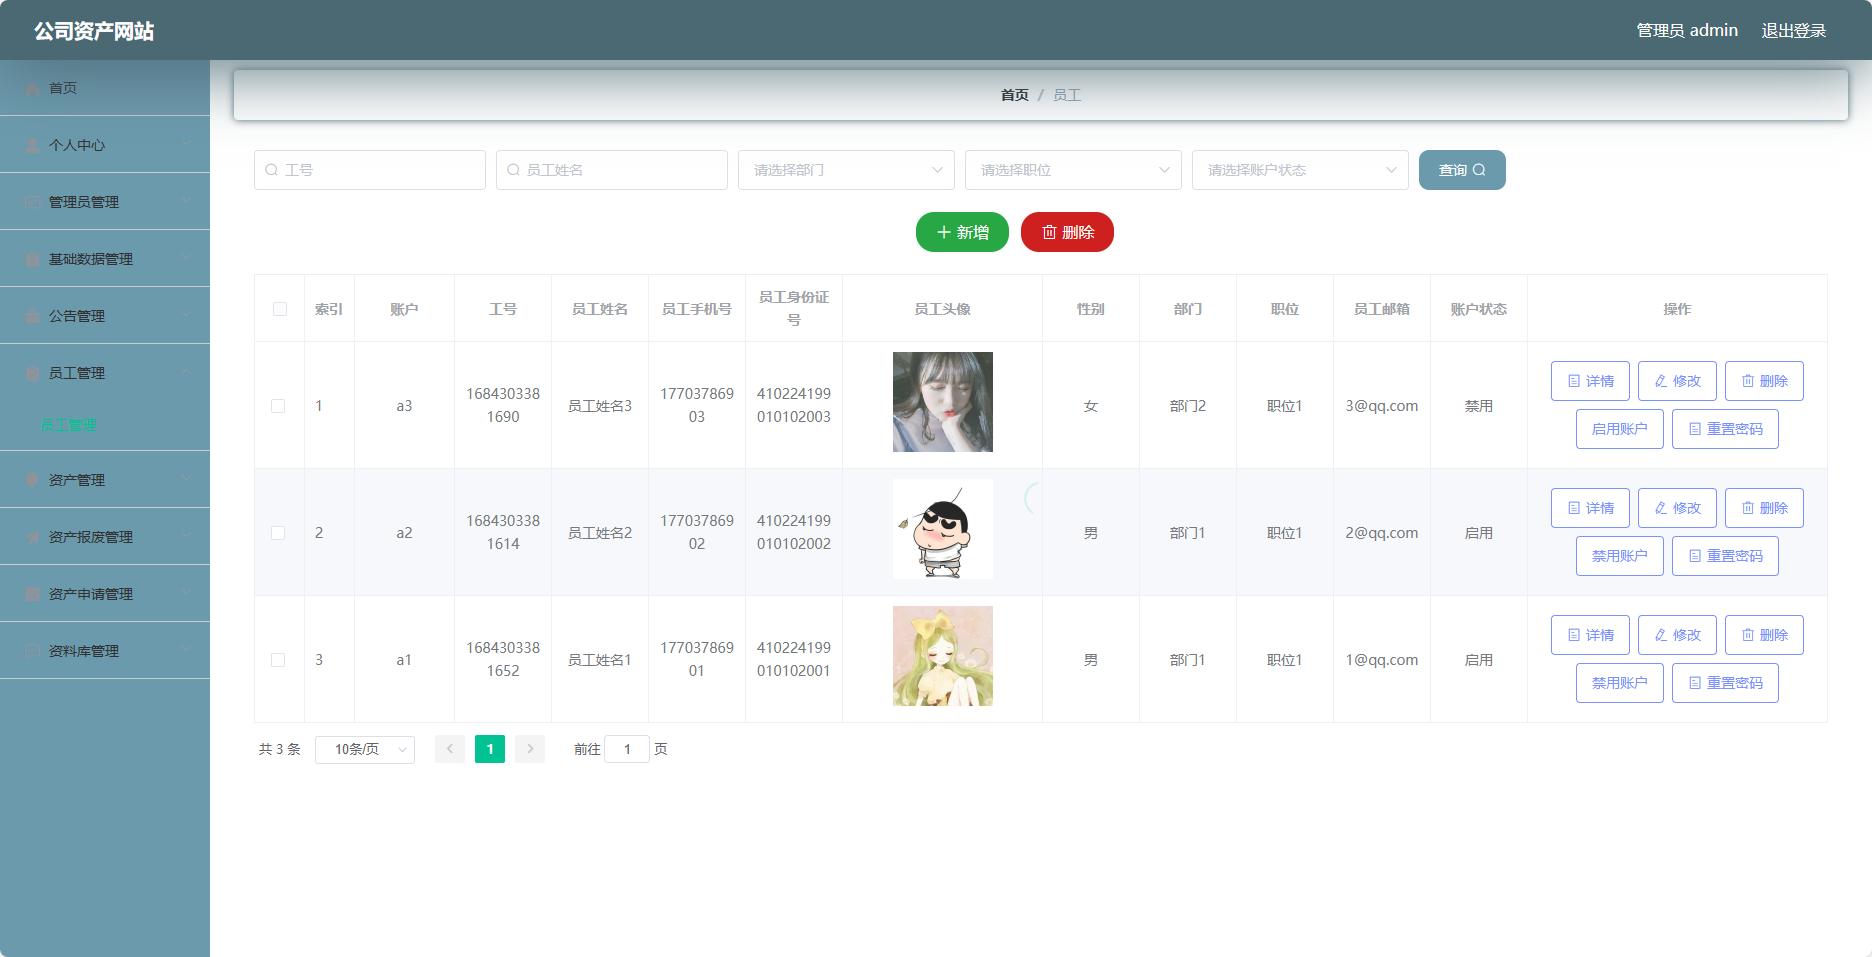 公司资产网站
管理员 admin 退出登录
首页
个人中心
管理员管理
基础数据管理
公告管理
员工管理
员工管理
资产管理
资产报废管理
资产申请管理
资料库管理
首页 / 员工
工号 员工姓名 请选择部门 请选择职位 请选择账户状态 查询
新增 删除
索引 账户 工号 员工姓名 员工手机号 员工身份证号 员工头像 性别 部门 职位 员工邮箱 账户状态 操作
1 a3 1684303381690 员工姓名3 17703786903 410224199010102003 女 部门2 职位1 3@qq.com 禁用 详情 修改 删除
启用账户 重置密码
2 a2 1684303381614 员工姓名2 17703786902 410224199010102002 男 部门1 职位1 2@qq.com 启用 详情 修改 删除
禁用账户 重置密码
3 a1 1684303381652 员工姓名1 17703786901 410224199010102001 男 部门1 职位1 1@qq.com 启用 详情 修改 删除
禁用账户 重置密码
共 3 条 10条/页 1 前往 1 页